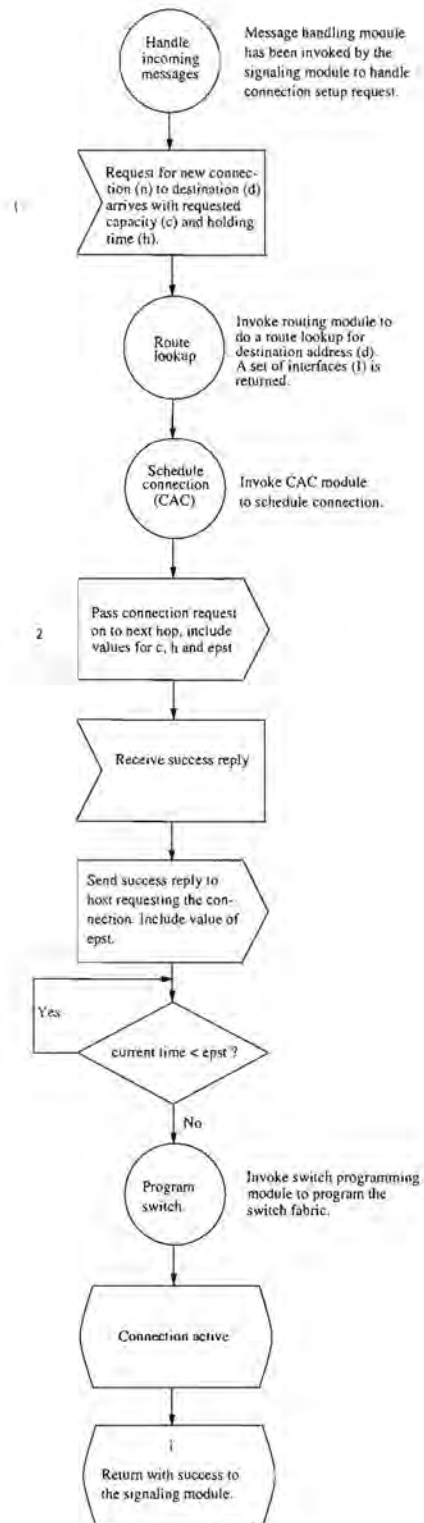 Handle
incoming
messages
Message handling module
has been invoked by the
signaling module to handle
connection setup request.
Request for new connec-
tion (n) to destination (d)
arrives with requested
capacity (c) and holding
time (h).
Route
lookup
Invoke routing module to
do a route lookup for
destination address (d).
A set of interfaces (I) is
returned.
Schedule
connection
(CAC)
Invoke CAC module
to schedule connection.
2
Pass connection request
on to next hop, include
values for c, h and epst
Receive success reply
Send success reply to
host requesting the con-
nection. Include value of
epst.
Yes
current time < epst ?
No
Program
switch
Invoke switch programming
module to program the
switch fabric.
Connection active
Return with success to
the signaling module.